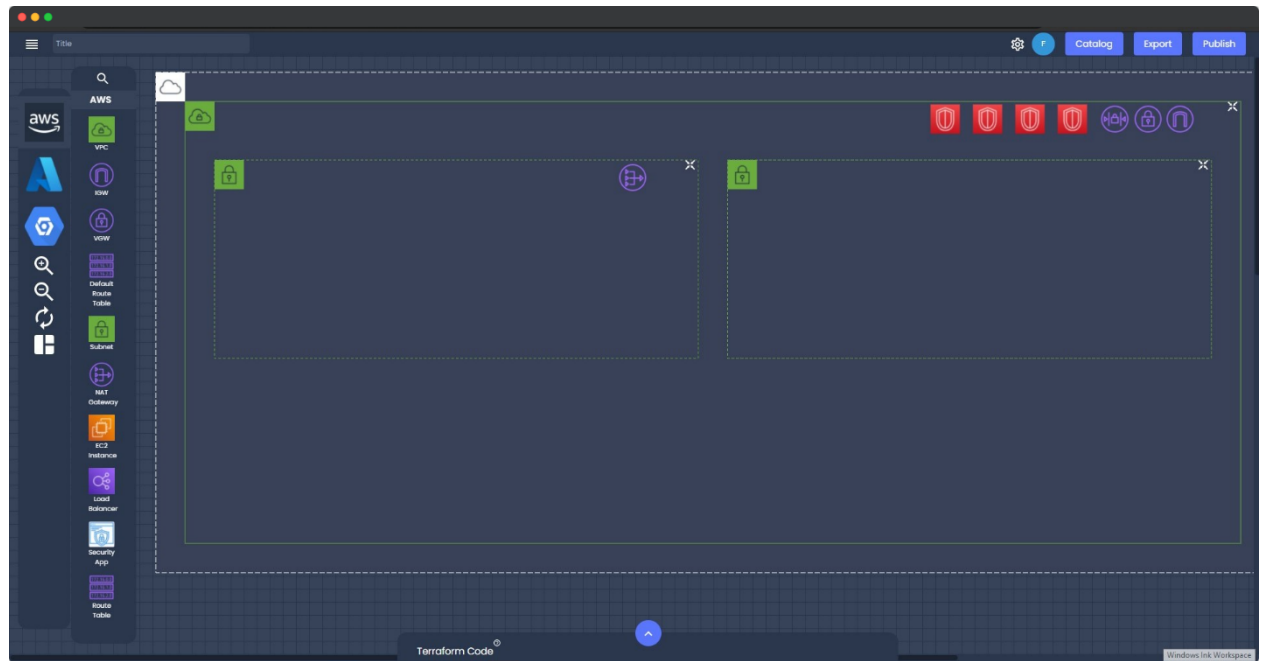 Title
F
Catalog
Export
Publish
AWS
aws
VPC
IGW
VGW
Default
Route
Table
Subnet
NAT
Gateway
EC2
Instance
Load
Balancer
Security
App
Route
Table
Terraform Code
Windows Ink Workspace